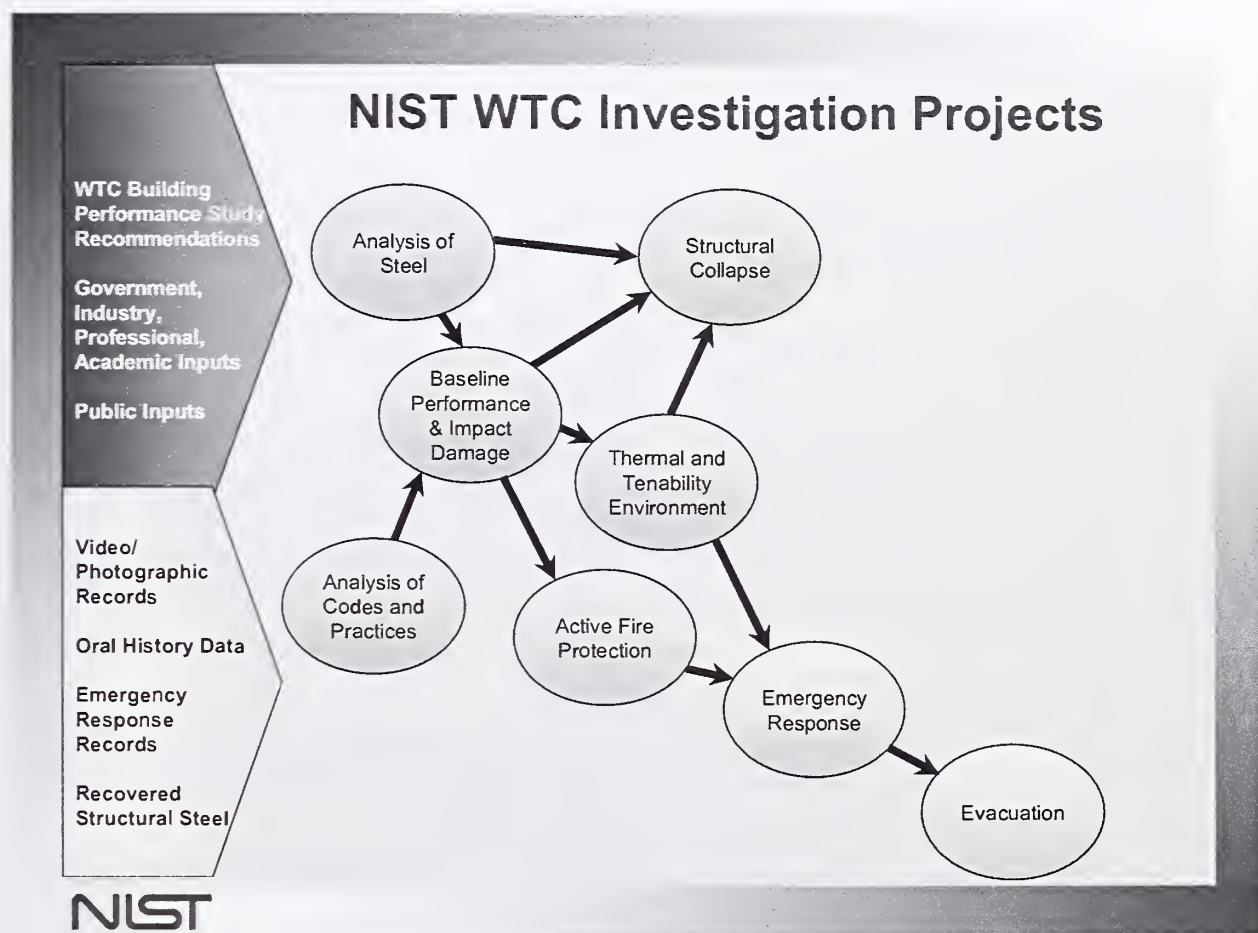 NIST WTC Investigation Projects
WTC Building
Performance Study
Recommendations
Government,
Industry,
Professional,
Academic Inputs
Public Inputs
Video/
Photographic
Records
Oral History Data
Emergency
Response
Records
Recovered
Structural Steel
Analysis of
Steel
Structural
Collapse
Baseline
Performance
& Impact
Damage
Thermal and
Tenability
Environment
Analysis of
Codes and
Practices
Active Fire
Protection
Emergency
Response
Evacuation
NIST